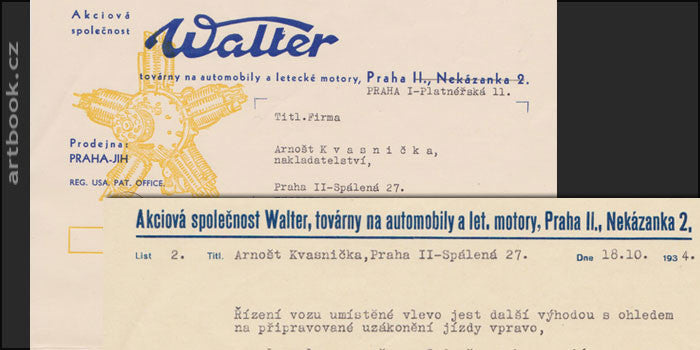 artbook.cz
Akciová
společnost
Walter
továrny na automobily a letecké motory, Praha II., Nekázanka 2.
PRAHA I-Platnéřská 11.
Titl.Firma
Arnošt Kvasnička,
nakladatelství,
Prodejna:
PRAHA-JIH
REG. USA. PAT. OFFICE.
Praha II-Spálená 27.
Akciová společnost Walter, továrny na automobily a let. motory, Praha II., Nekázanka 2.
List 2. Titl. Arnošt Kvasnička,Praha II-Spálená 27. Dne 18.10. 1934.
Řízení vozu umístěné vlevo jest další výhodou s ohledem
na připravované uzákonění jízdy vpravo,